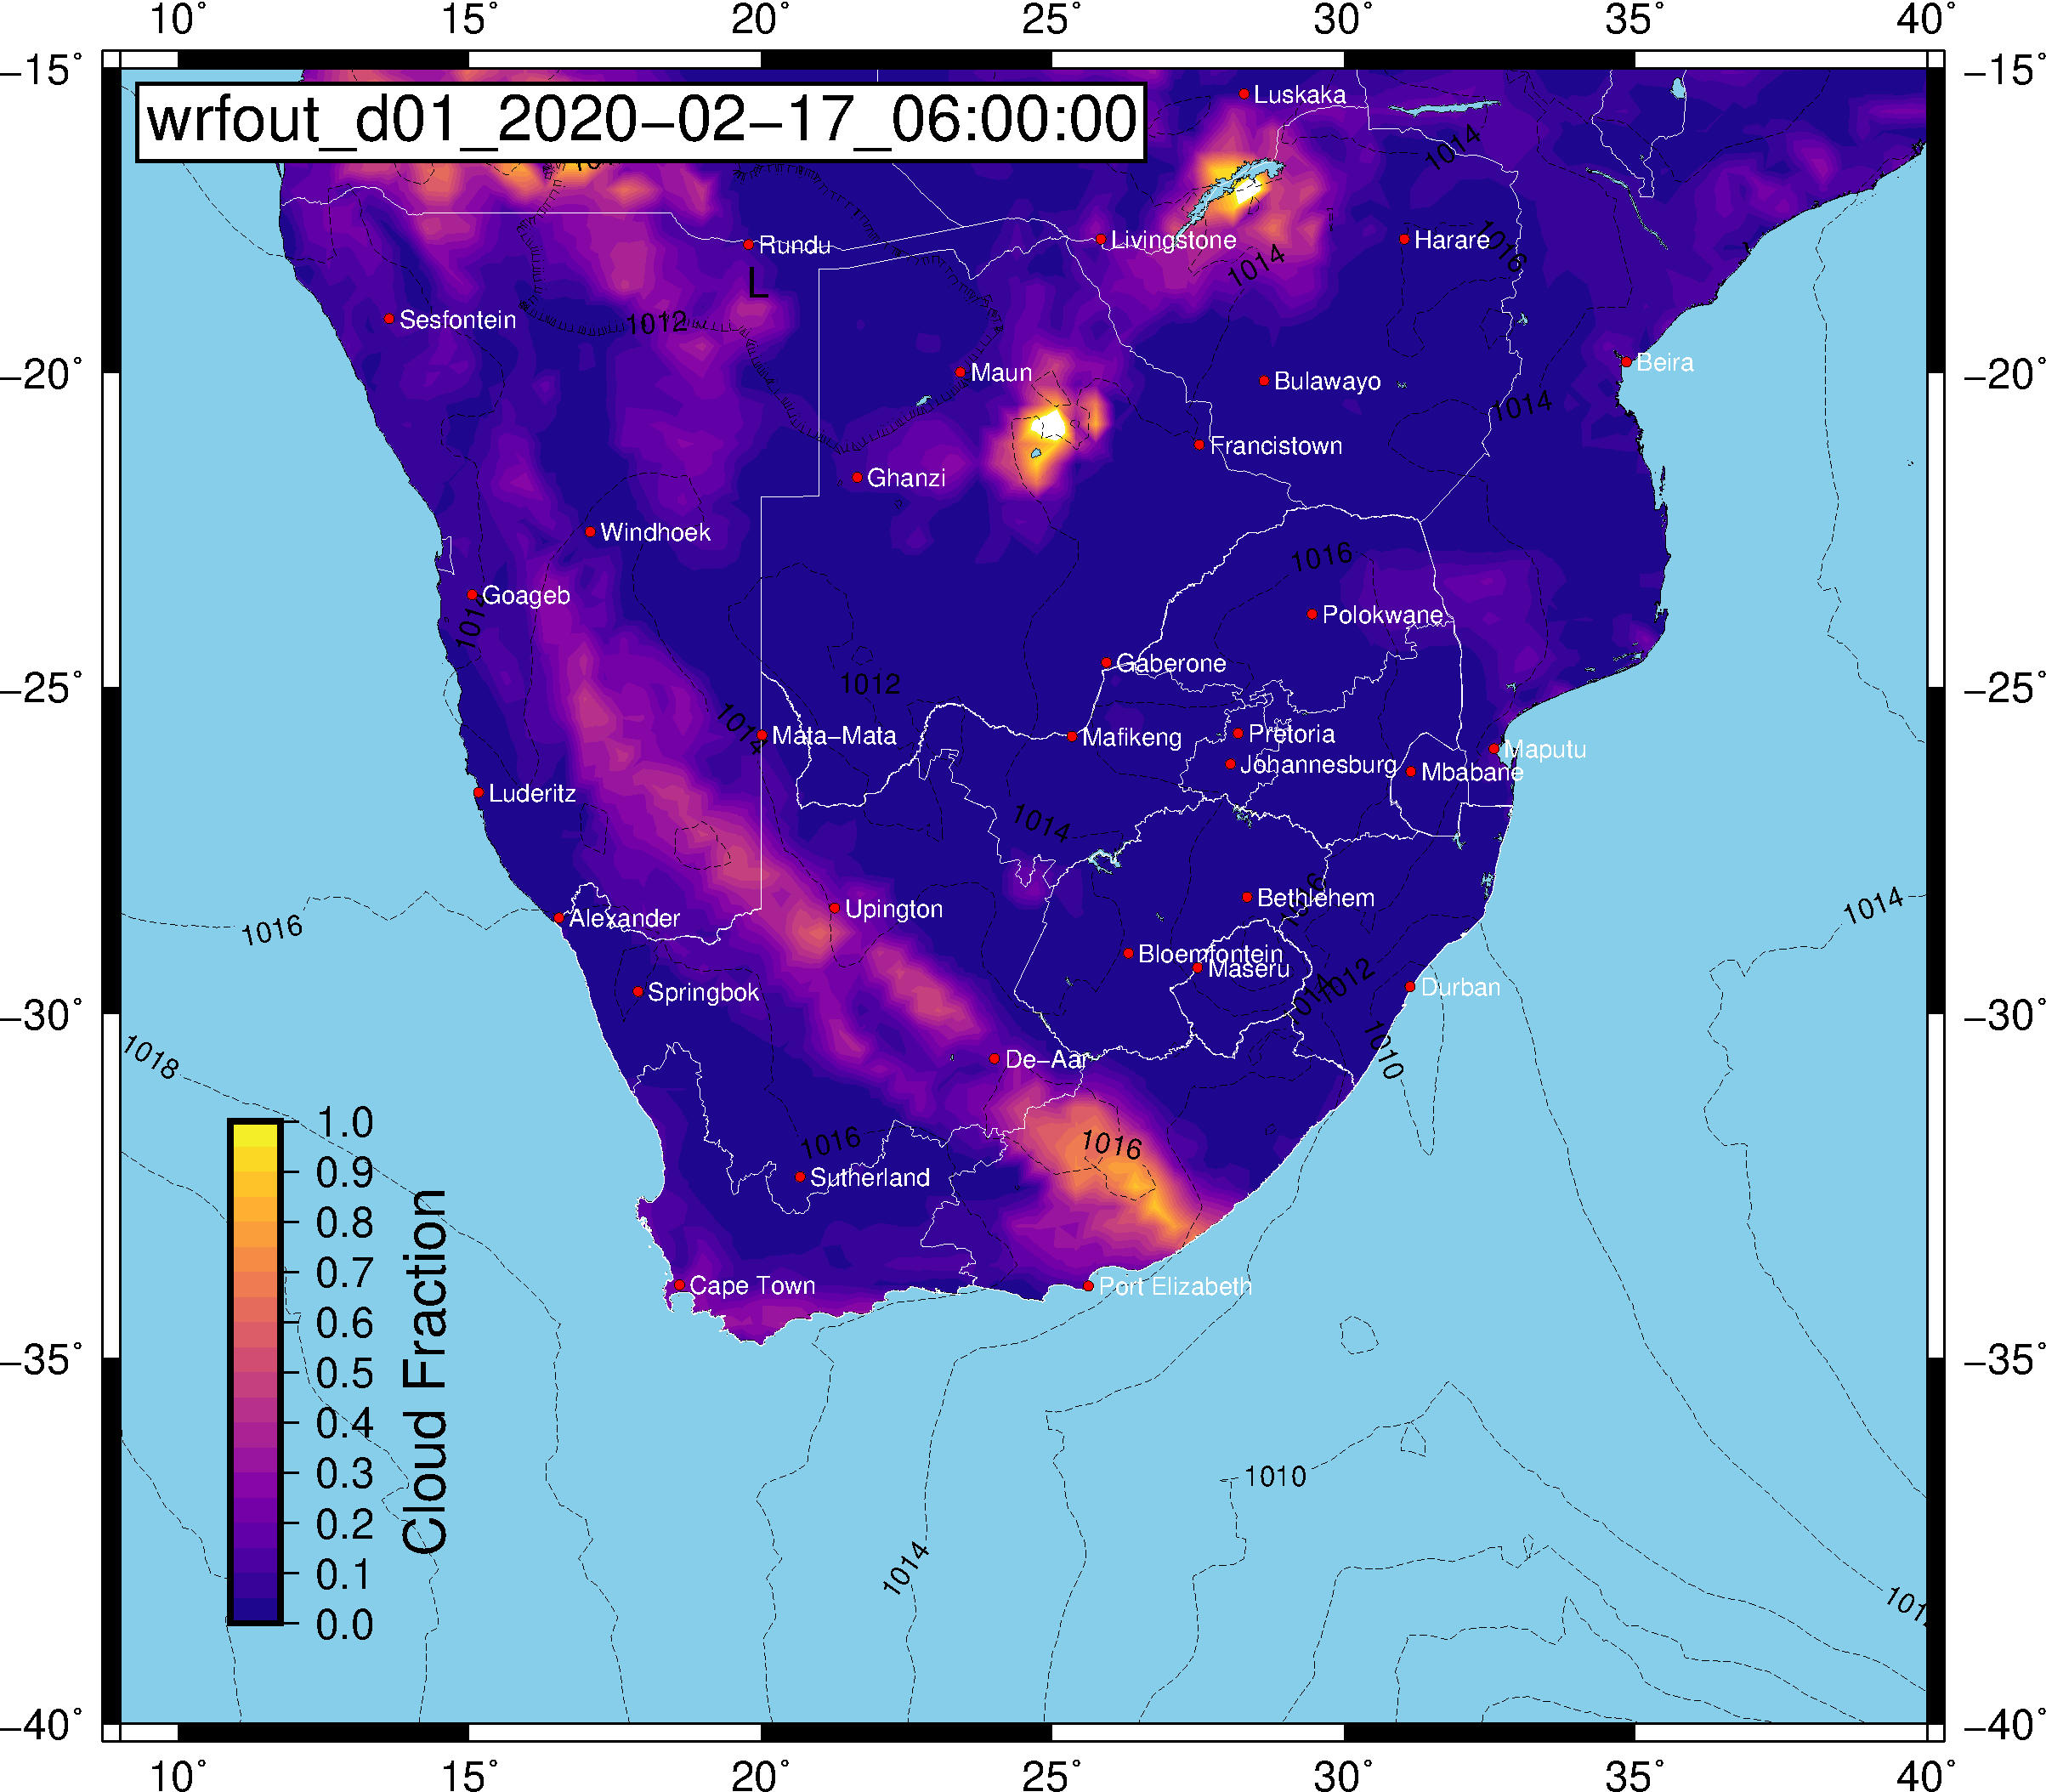 10° 15° 20° 25° 30° 35° 40°
−15° −15°
wrfout_d01_2020−02−17_06:00:00
Luskaka
1014
Rundu
Livingstone
Harare
1016
L
1014
Sesfontein
1012
−20° −20°
Maun
Beira
Bulawayo
1014
Francistown
Ghanzi
Windhoek
1016
Goageb
1014
Polokwane
Gaberone
−25° −25°
1012
1014
Mata−Mata
Mafikeng
Pretoria
Maputu
Johannesburg
Mbabane
Luderitz
1014
Bethlehem
1016
1014
Upington
Alexander
1016
Bloemfontein
Maseru
1012
1014
Springbok
Durban
−30° −30°
1018
1010
De−Aar
1016
1016
Sutherland
Cape Town
Port Elizabeth
−35° −35°
1.0
0.9
0.8
0.7
0.6
0.5
0.4
0.3
0.2
0.1
0.0
Cloud Fraction
1010
1014
−40° −40°
10° 15° 20° 25° 30° 35° 40°